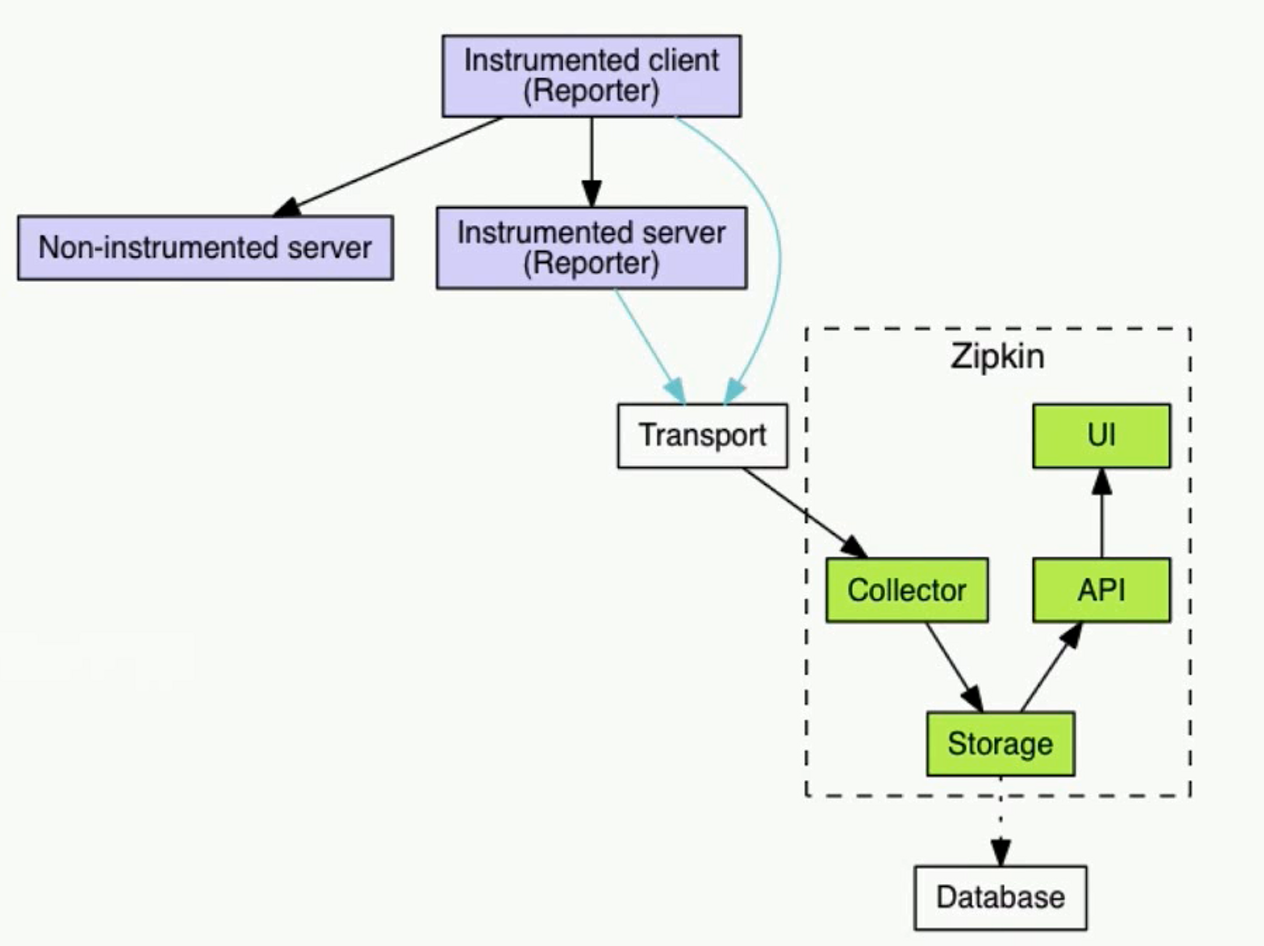 Instrumented client
(Reporter)
Non-instrumented server
Instrumented server
(Reporter)
Zipkin
Transport
UI
Collector
API
Storage
Database